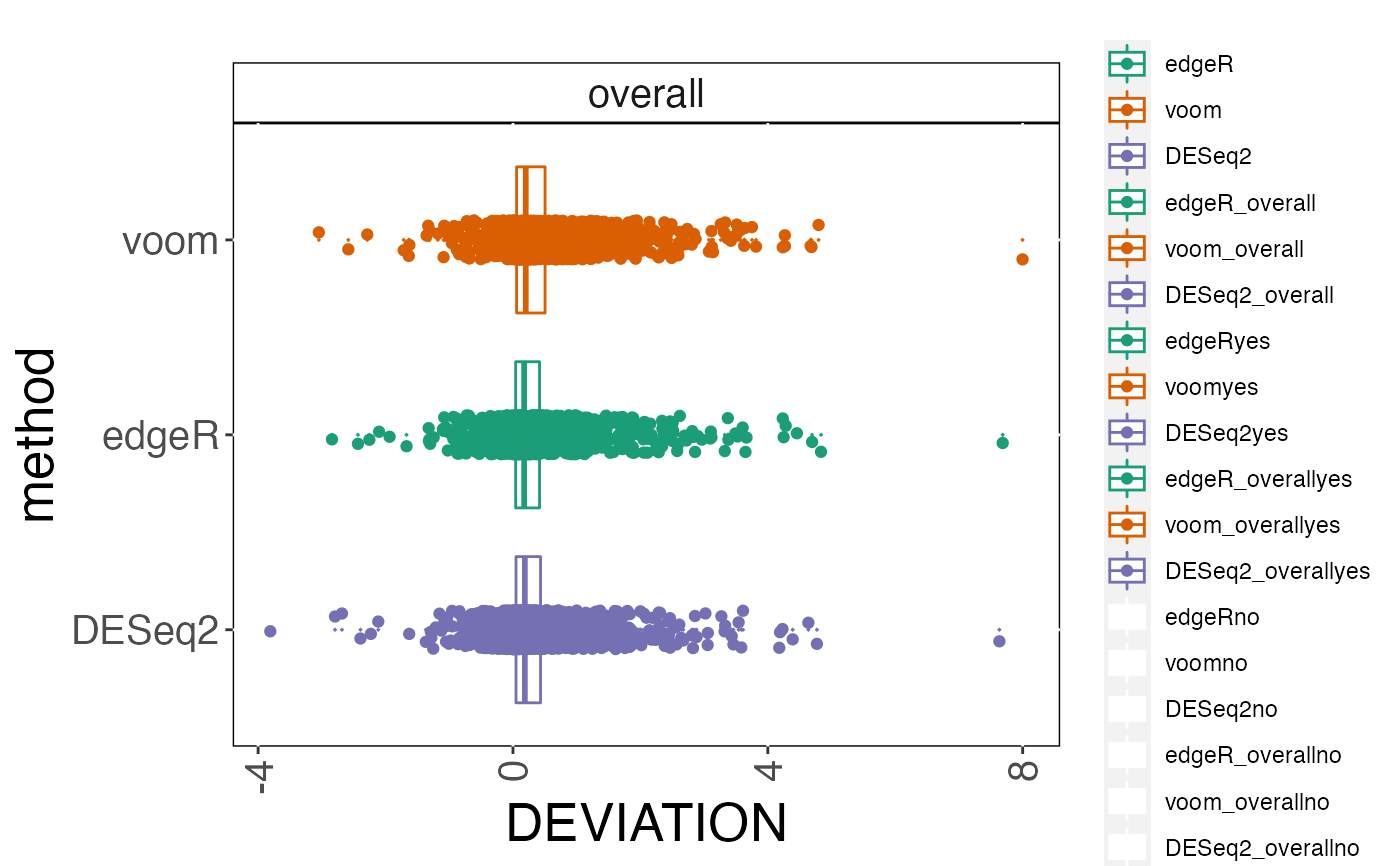 overall
method
voom
edgeR
DESeq2
-4
0
4
8
DEVIATION
edgeR
voom
DESeq2
edgeR_overall
voom_overall
DESeq2_overall
edgeRyes
voomyes
DESeq2yes
edgeR_overallyes
voom_overallyes
DESeq2_overallyes
edgeRno
voomno
DESeq2no
edgeR_overallno
voom_overallno
DESeq2_overallno